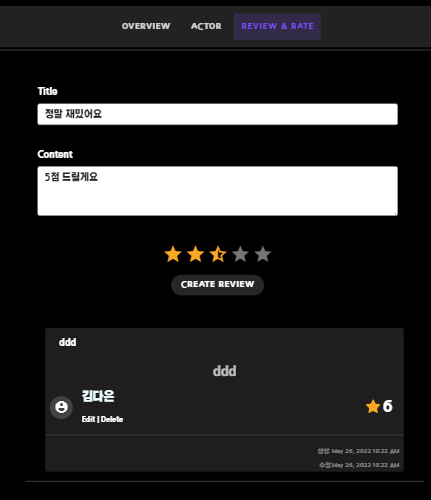 OVERVIEW ACTOR REVIEW & RATE
Title
정말 재밌어요
Content
5점 드릴게요
CREATE REVIEW
ddd
ddd
김다은
6
Edit | Delete
생성:May 26, 2022 10:22 AM
수정:May 26, 2022 10:22 AM